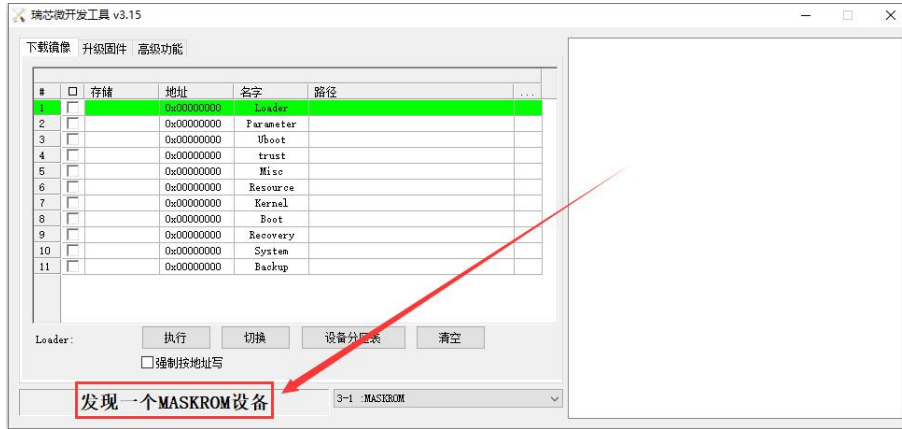 瑞芯微开发工具 v3.15
下载镜像 升级固件 高级功能
# 存储 地址 名字 路径 ...
1 0x00000000 Loader
2 0x00000000 Parameter
3 0x00000000 Uboot
4 0x00000000 trust
5 0x00000000 Misc
6 0x00000000 Resource
7 0x00000000 Kernel
8 0x00000000 Boot
9 0x00000000 Recovery
10 0x00000000 System
11 0x00000000 Backup
Loader: 执行 切换 设备分区表 清空
强制按地址写
发现一个MASKROM设备 3-1 :MASKROM